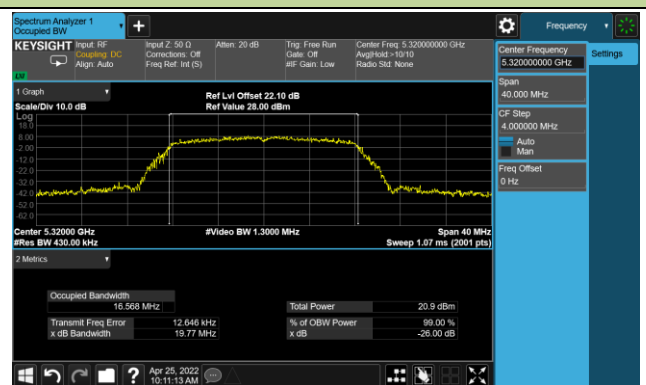 Spectrum Analyzer 1
Occupied BW
Frequency
KEYSIGHT
Input: RF
Coupling: DC
Align: Auto
Input Z: 50 Ω
Corrections: Off
Freq Ref: Int (S)
Atten: 20 dB
Trig: Free Run
Gate: Off
#IF Gain: Low
Center Freq: 5.320000000 GHz
Avg|Hold:>10/10
Radio Std: None
LV
Center Frequency
5.320000000 GHz
Settings
Span
40.000 MHz
CF Step
4.000000 MHz
Auto
Man
Freq Offset
0 Hz
1 Graph
Scale/Div 10.0 dB
Ref Lvl Offset 22.10 dB
Ref Value 28.00 dBm
Log
18.0
8.00
-2.00
-12.0
-22.0
-32.0
-42.0
-52.0
-62.0
Center 5.32000 GHz
#Res BW 430.00 kHz
#Video BW 1.3000 MHz
Span 40 MHz
Sweep 1.07 ms (2001 pts)
2 Metrics
Occupied Bandwidth
16.568 MHz
Total Power 20.9 dBm
Transmit Freq Error 12.646 kHz
% of OBW Power 99.00 %
x dB Bandwidth 19.77 MHz
x dB -26.00 dB
?
Apr 25, 2022
10:11:13 AM